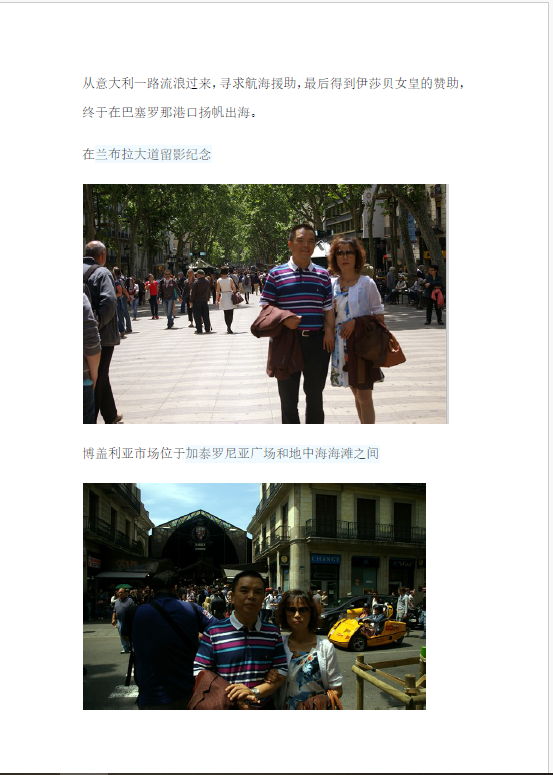 从意大利一路流浪过来，寻求航海援助，最后得到伊莎贝女皇的赞助，
终于在巴塞罗那港口扬帆出海。
在兰布拉大道留影纪念
博盖利亚市场位于加泰罗尼亚广场和地中海海滩之间
CHANGE